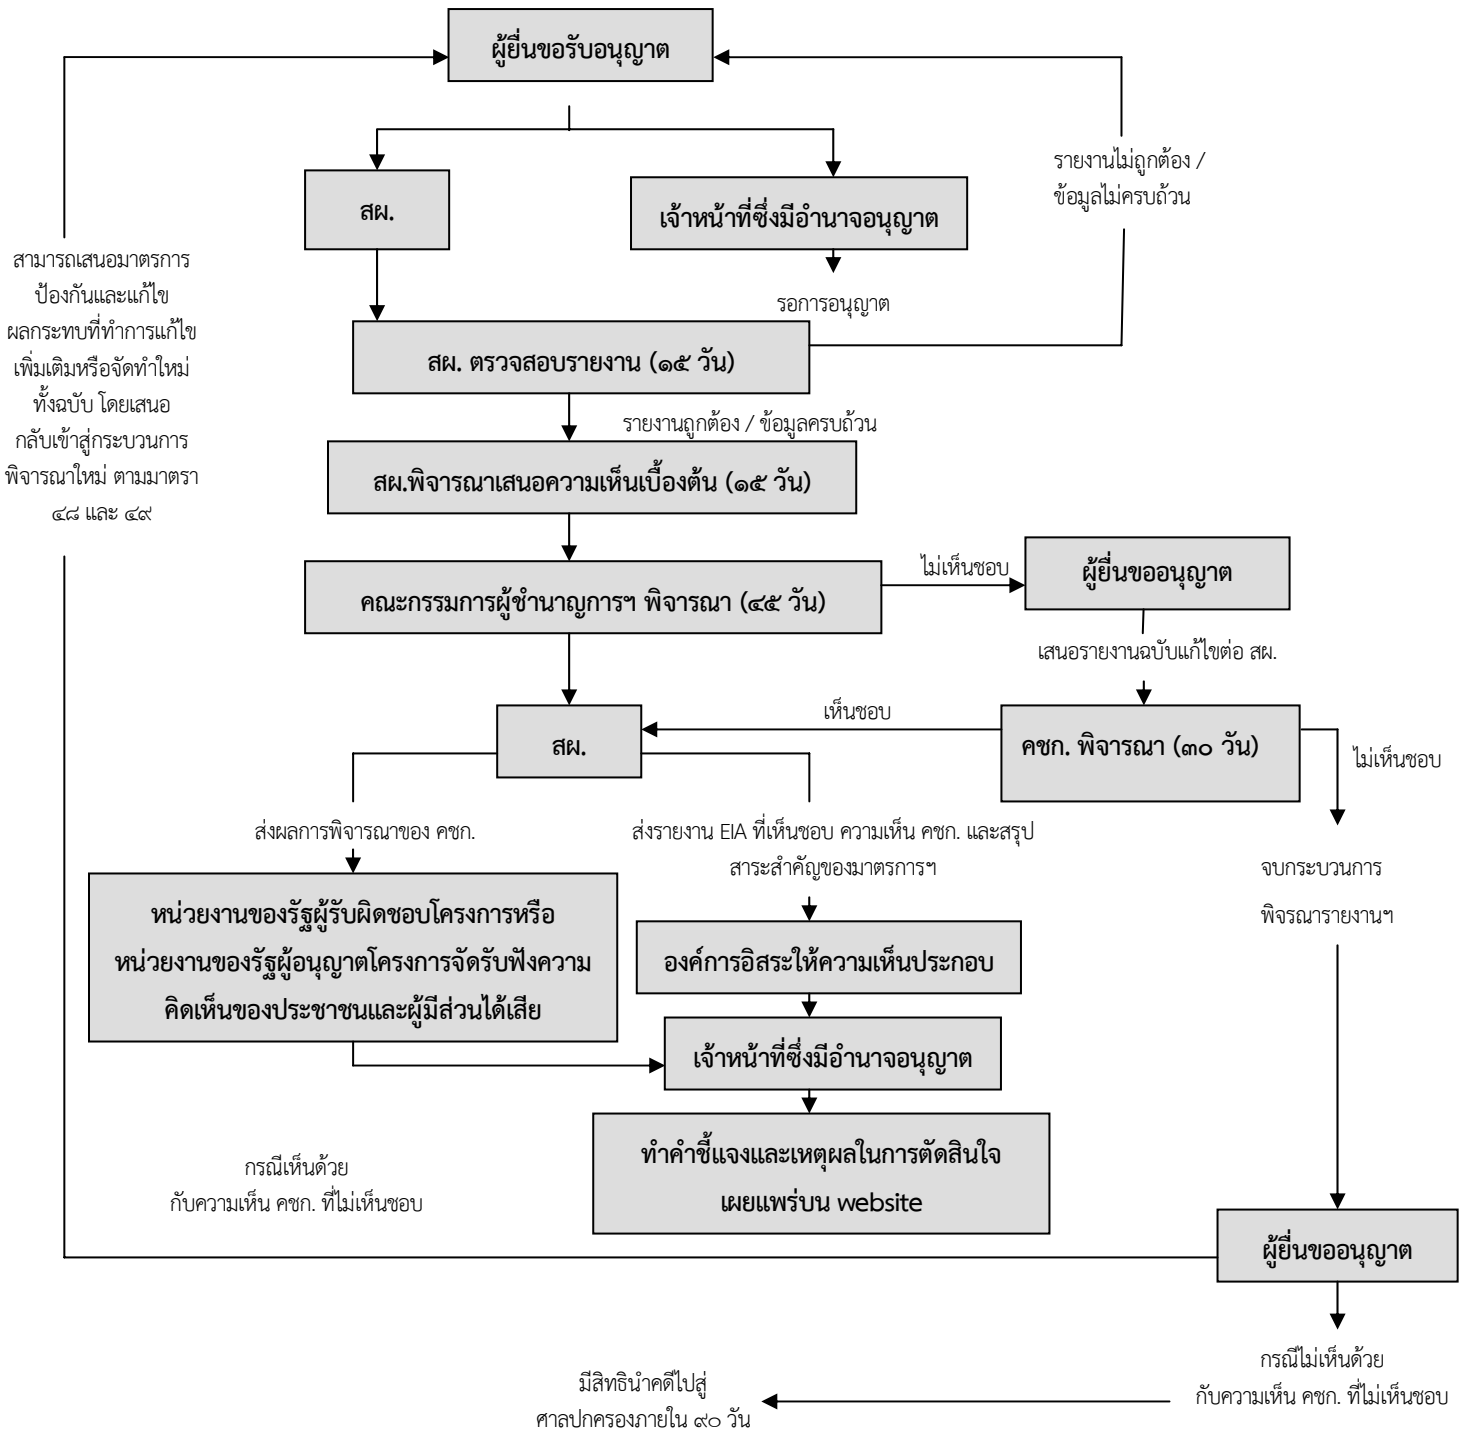 ผู้ยื่นขอรับอนุญาต
รายงานไม่ถูกต้อง /
ข้อมูลไม่ครบถ้วน
สผ.
เจ้าหน้าที่ซึ่งมีอำนาจอนุญาต
สามารถเสนอมาตรการ
ป้องกันและแก้ไข
ผลกระทบที่ทำการแก้ไข
เพิ่มเติมหรือจัดทำใหม่
ทั้งฉบับ โดยเสนอ
กลับเข้าสู่กระบวนการ
พิจารณาใหม่ ตามมาตรา
๔๘ และ ๔๙
รอการอนุญาต
สผ. ตรวจสอบรายงาน (๑๕ วัน)
รายงานถูกต้อง / ข้อมูลครบถ้วน
สผ.พิจารณาเสนอความเห็นเบื้องต้น (๑๕ วัน)
คณะกรรมการผู้ชำนาญการฯ พิจารณา (๔๕ วัน)
ไม่เห็นชอบ
ผู้ยื่นขออนุญาต
เสนอรายงานฉบับแก้ไขต่อ สผ.
เห็นชอบ
สผ.
คชก. พิจารณา (๓๐ วัน)
ไม่เห็นชอบ
ส่งผลการพิจารณาของ คชก.
ส่งรายงาน EIA ที่เห็นชอบ ความเห็น คชก. และสรุป
สาระสำคัญของมาตรการฯ
จบกระบวนการ
พิจรณารายงานฯ
หน่วยงานของรัฐผู้รับผิดชอบโครงการหรือ
หน่วยงานของรัฐผู้อนุญาตโครงการจัดรับฟังความ
คิดเห็นของประชาชนและผู้มีส่วนได้เสีย
องค์การอิสระให้ความเห็นประกอบ
เจ้าหน้าที่ซึ่งมีอำนาจอนุญาต
ทำคำชี้แจงและเหตุผลในการตัดสินใจ
เผยแพร่บน website
กรณีเห็นด้วย
กับความเห็น คชก. ที่ไม่เห็นชอบ
ผู้ยื่นขออนุญาต
กรณีไม่เห็นด้วย
กับความเห็น คชก. ที่ไม่เห็นชอบ
มีสิทธินำคดีไปสู่
ศาลปกครองภายใน ๙๐ วัน